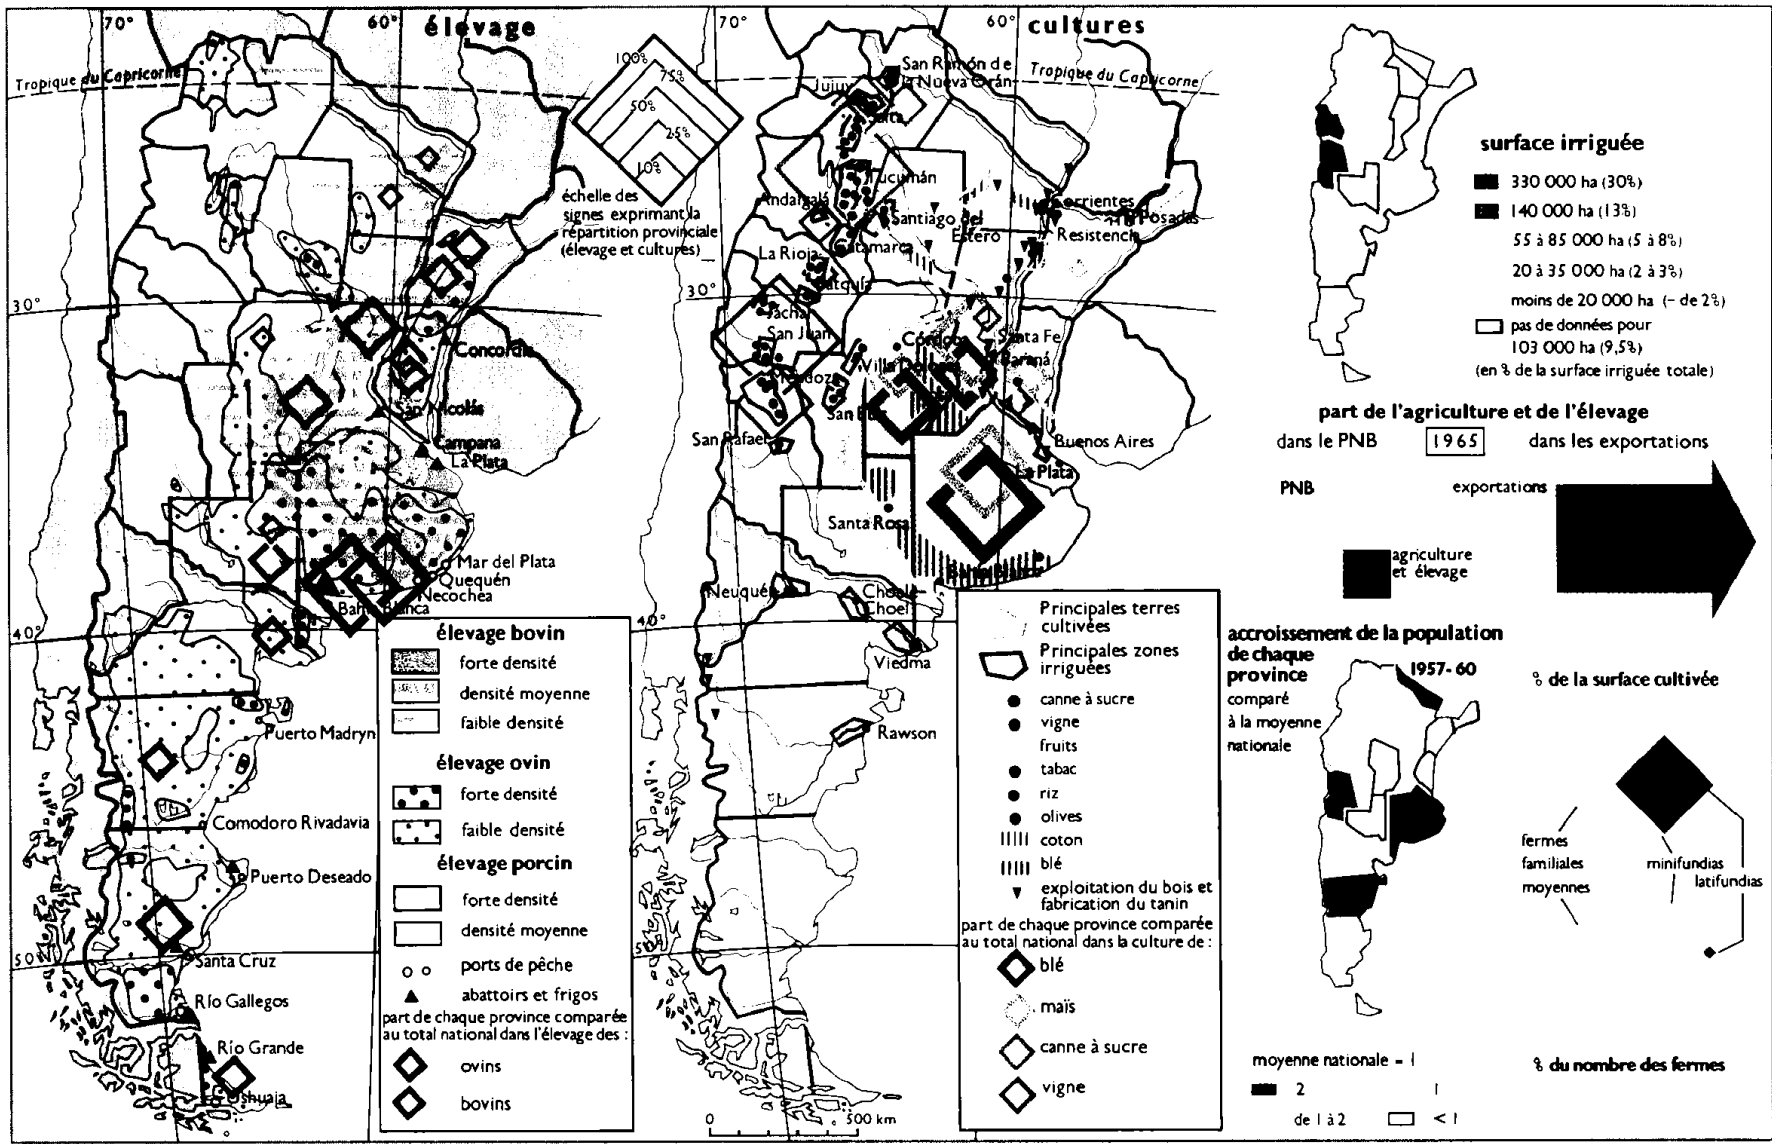 70°
60°
élevage
Tropique du Capricorne
30°
40°
50°
Concordia
San Nicolás
Campana
La Plata
Mar del Plata
Quequén
Necochea
Bahía Blanca
Puerto Madryn
Comodoro Rivadavia
Puerto Deseado
Santa Cruz
Río Gallegos
Río Grande
Ushuaia
100%
75%
50%
25%
10%
échelle des
signes exprimant la
répartition provinciale
(élevage et cultures)
élevage bovin
forte densité
densité moyenne
faible densité
élevage ovin
forte densité
faible densité
élevage porcin
forte densité
densité moyenne
ports de pêche
abattoirs et frigos
part de chaque province comparée
au total national dans l'élevage des :
ovins
bovins
70°
60°
cultures
Tropique du Capricorne
San Ramón de
la Nueva Orán
Jujuy
Salta
Tucumán
Andalgalá
Santiago del
Estero
Catamarca
Corrientes
Posadas
Resistencia
La Rioja
30°
Jachal
San Juan
Córdoba
Santa Fe
Paraná
Villa Dolores
Mendoza
San Luis
San Rafael
Buenos Aires
La Plata
Santa Rosa
Bahía Blanca
Neuquén
Choele
Choel
40°
Viedma
Rawson
0
500 km
Principales terres
cultivées
Principales zones
irriguées
canne à sucre
vigne
fruits
tabac
riz
olives
coton
blé
exploitation du bois et
fabrication du tanin
part de chaque province comparée
au total national dans la culture de :
blé
maïs
canne à sucre
vigne
surface irriguée
330 000 ha (30%)
140 000 ha (13%)
55 à 85 000 ha (5 à 8%)
20 à 35 000 ha (2 à 3%)
moins de 20 000 ha (- de 2%)
pas de données pour
103 000 ha (9,5%)
(en % de la surface irriguée totale)
part de l'agriculture et de l'élevage
dans le PNB 1965 dans les exportations
PNB
exportations
agriculture
et élevage
accroissement de la population
de chaque
province
comparé
à la moyenne
nationale
1957-60
moyenne nationale = 1
2
1
de 1 à 2
< 1
% de la surface cultivée
fermes
familiales
moyennes
minifundias
latifundias
% du nombre des fermes